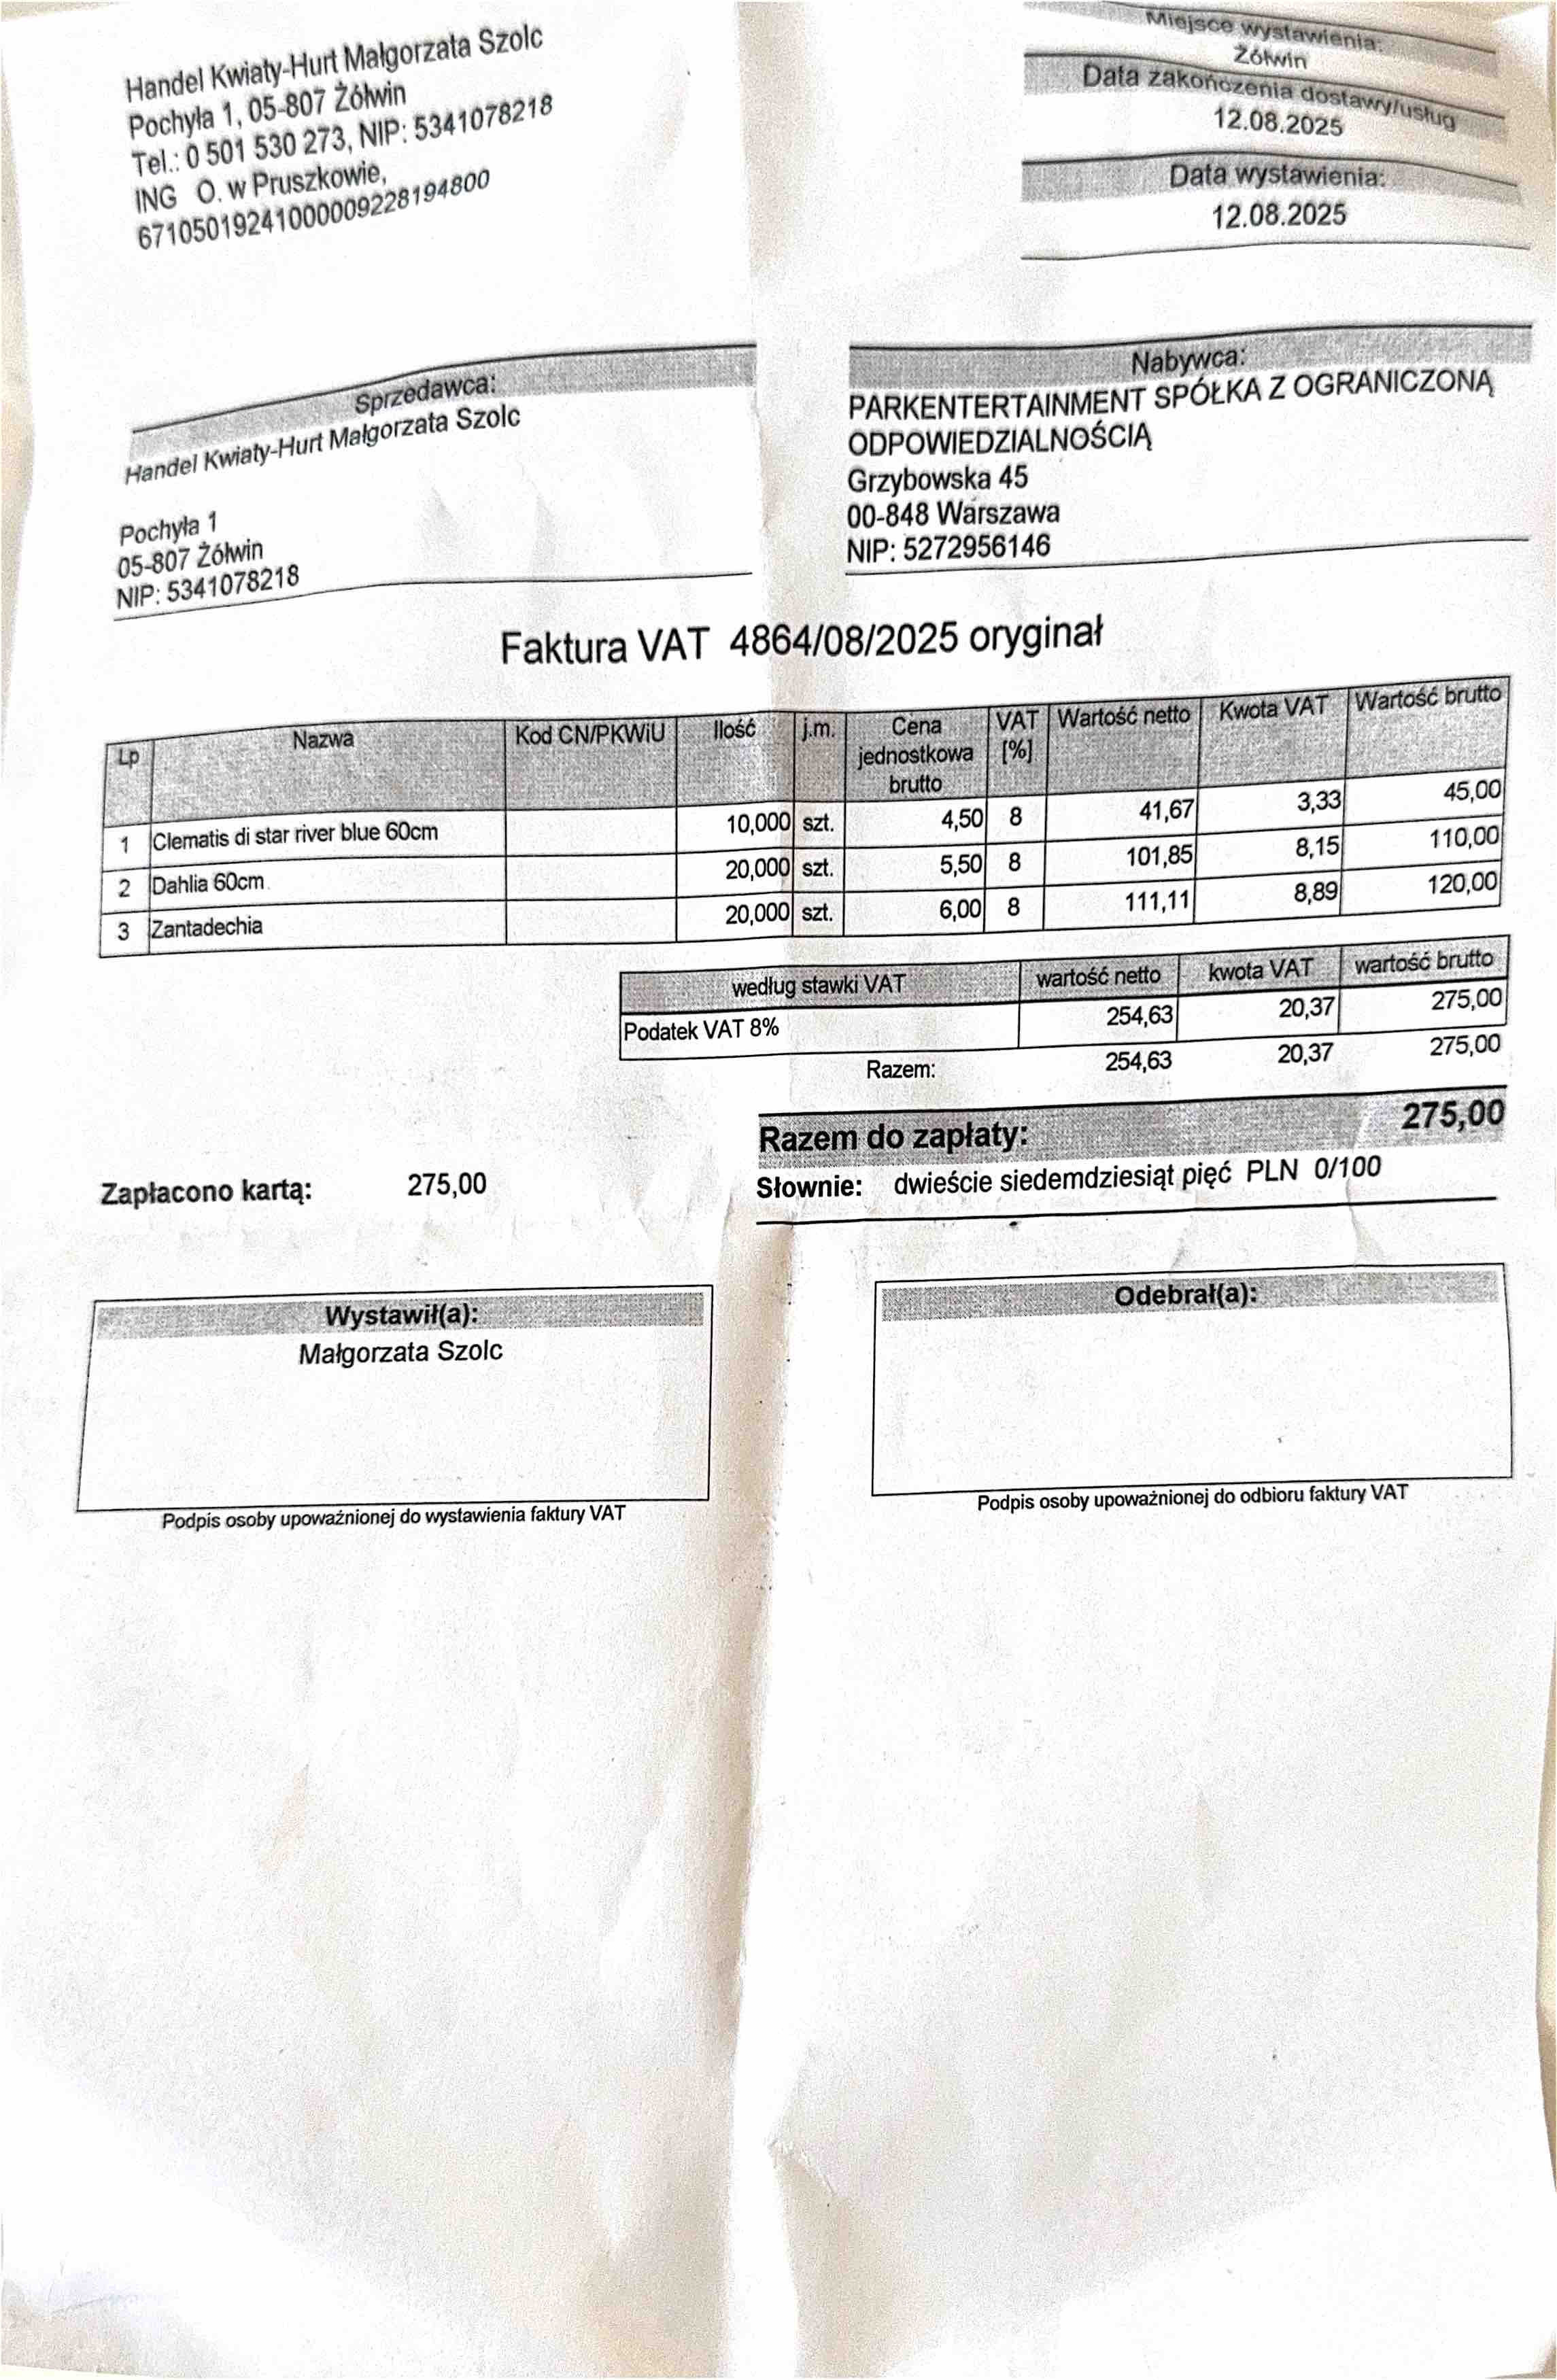 Handel Kwiaty-Hurt Małgorzata Szolc
Pochyła 1, 05-807 Żółwin
Tel.: 0 501 530 273, NIP: 5341078218
ING O. w Pruszkowie,
67105019241000009228194800
Miejsce wystawienia:
Żółwin
Data zakończenia dostawy/usług
12.08.2025
Data wystawienia:
12.08.2025
Sprzedawca:
Handel Kwiaty-Hurt Małgorzata Szolc
Pochyła 1
05-807 Żółwin
NIP: 5341078218
Nabywca:
PARKENTERTAINMENT SPÓŁKA Z OGRANICZONĄ
ODPOWIEDZIALNOŚCIĄ
Grzybowska 45
00-848 Warszawa
NIP: 5272956146
Faktura VAT 4864/08/2025 oryginał
Lp Nazwa Kod CN/PKWiU Ilość j.m. Cena jednostkowa brutto VAT [%] Wartość netto Kwota VAT Wartość brutto
1 Clematis di star river blue 60cm 10,000 szt. 4,50 8 41,67 3,33 45,00
2 Dahlia 60cm 20,000 szt. 5,50 8 101,85 8,15 110,00
3 Zantadechia 20,000 szt. 6,00 8 111,11 8,89 120,00
według stawki VAT wartość netto kwota VAT wartość brutto
Podatek VAT 8% 254,63 20,37 275,00
Razem: 254,63 20,37 275,00
Razem do zapłaty: 275,00
Zapłacono kartą: 275,00
Słownie: dwieście siedemdziesiąt pięć PLN 0/100
Wystawił(a):
Małgorzata Szolc
Podpis osoby upoważnionej do wystawienia faktury VAT
Odebrał(a):
Podpis osoby upoważnionej do odbioru faktury VAT